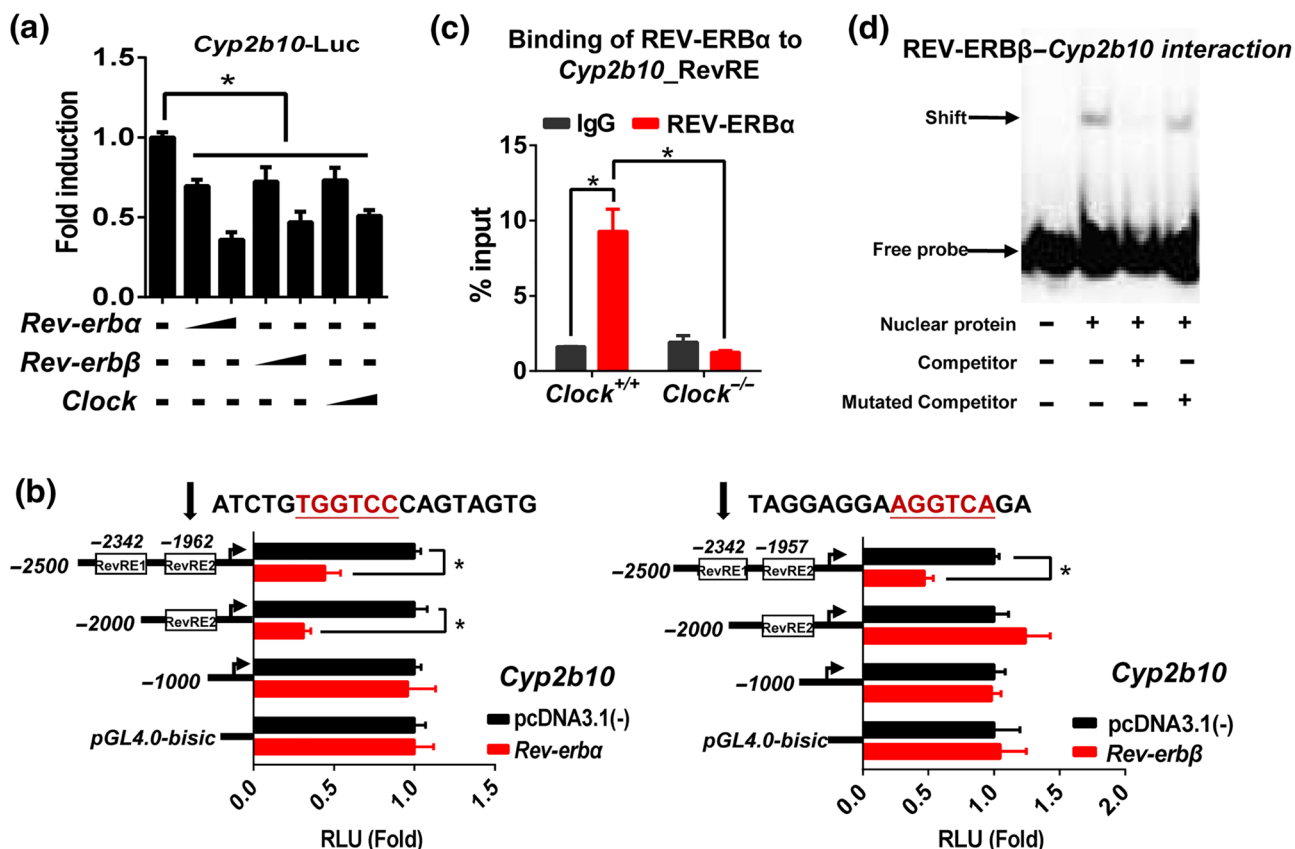 (a)
Cyp2b10-Luc
*
Fold induction
1.5
1.0
0.5
0.0
Rev-erbα - - - - -
Rev-erbβ - - - - -
Clock - - - - -
(c)
Binding of REV-ERBα to
Cyp2b10_RevRE
IgG REV-ERBα
% input
15
10
5
0
*
*
Clock+/+ Clock−/−
(d)
REV-ERBβ–Cyp2b10 interaction
Shift
Free probe
Nuclear protein − + + +
Competitor − − + −
Mutated Competitor − − − +
(b)
ATCTGTGGTCCCAGTAGTG
−2342 −1962
−2500 RevRE1 RevRE2
*
−2000 RevRE2
*
−1000
pGL4.0-bisic
Cyp2b10
pcDNA3.1(-)
Rev-erbα
0.0 0.5 1.0 1.5
RLU (Fold)
TAGGAGGAAGGTCAGA
−2342 −1957
−2500 RevRE1 RevRE2
*
−2000 RevRE2
−1000
pGL4.0-bisic
Cyp2b10
pcDNA3.1(-)
Rev-erbβ
0.0 0.5 1.0 1.5 2.0
RLU (Fold)